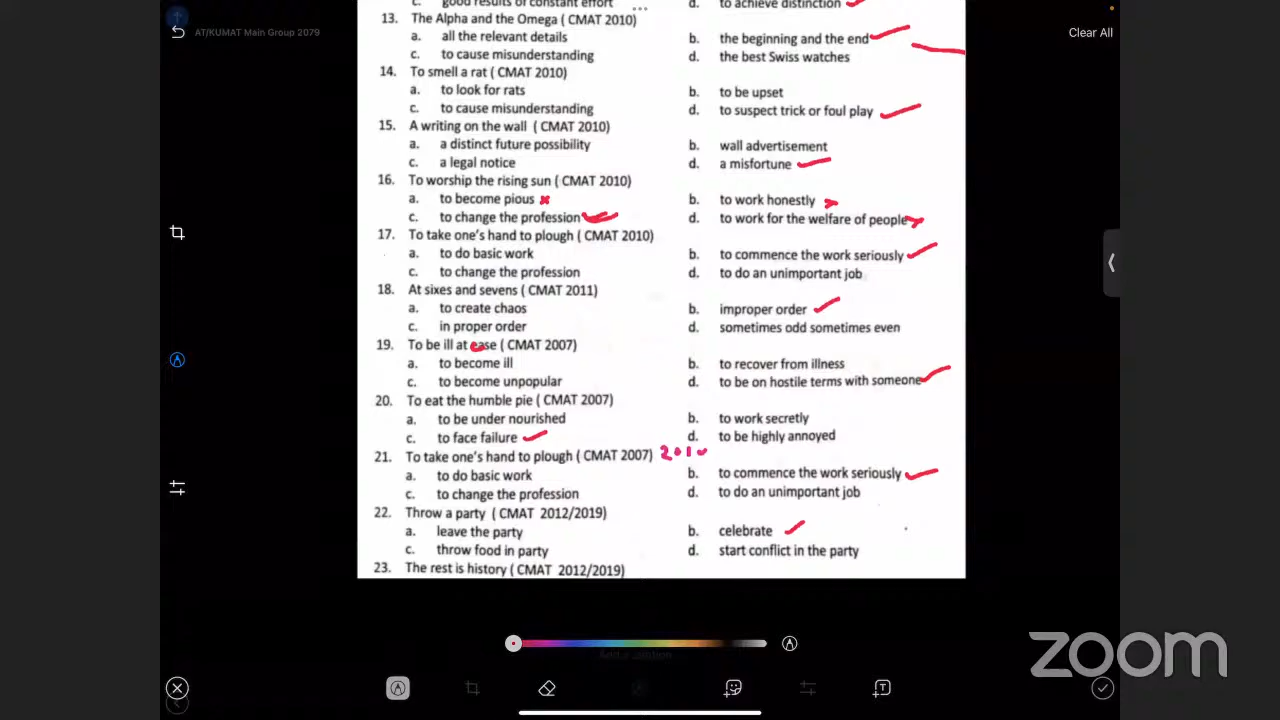 c. good results of constant effort d. to achieve distinction
13. The Alpha and the Omega ( CMAT 2010)
a. all the relevant details b. the beginning and the end
c. to cause misunderstanding d. the best Swiss watches
14. To smell a rat ( CMAT 2010)
a. to look for rats b. to be upset
c. to cause misunderstanding d. to suspect trick or foul play
15. A writing on the wall ( CMAT 2010)
a. a distinct future possibility b. wall advertisement
c. a legal notice d. a misfortune
16. To worship the rising sun ( CMAT 2010)
a. to become pious b. to work honestly
c. to change the profession d. to work for the welfare of people
17. To take one's hand to plough ( CMAT 2010)
a. to do basic work b. to commence the work seriously
c. to change the profession d. to do an unimportant job
18. At sixes and sevens ( CMAT 2011)
a. to create chaos b. improper order
c. in proper order d. sometimes odd sometimes even
19. To be ill at ease ( CMAT 2007)
a. to become ill b. to recover from illness
c. to become unpopular d. to be on hostile terms with someone
20. To eat the humble pie ( CMAT 2007)
a. to be under nourished b. to work secretly
c. to face failure d. to be highly annoyed
21. To take one's hand to plough ( CMAT 2007) 2010
a. to do basic work b. to commence the work seriously
c. to change the profession d. to do an unimportant job
22. Throw a party ( CMAT 2012/2019)
a. leave the party b. celebrate
c. throw food in party d. start conflict in the party
23. The rest is history ( CMAT 2012/2019)
AT/KUMAT Main Group 2079
Clear All
zoom